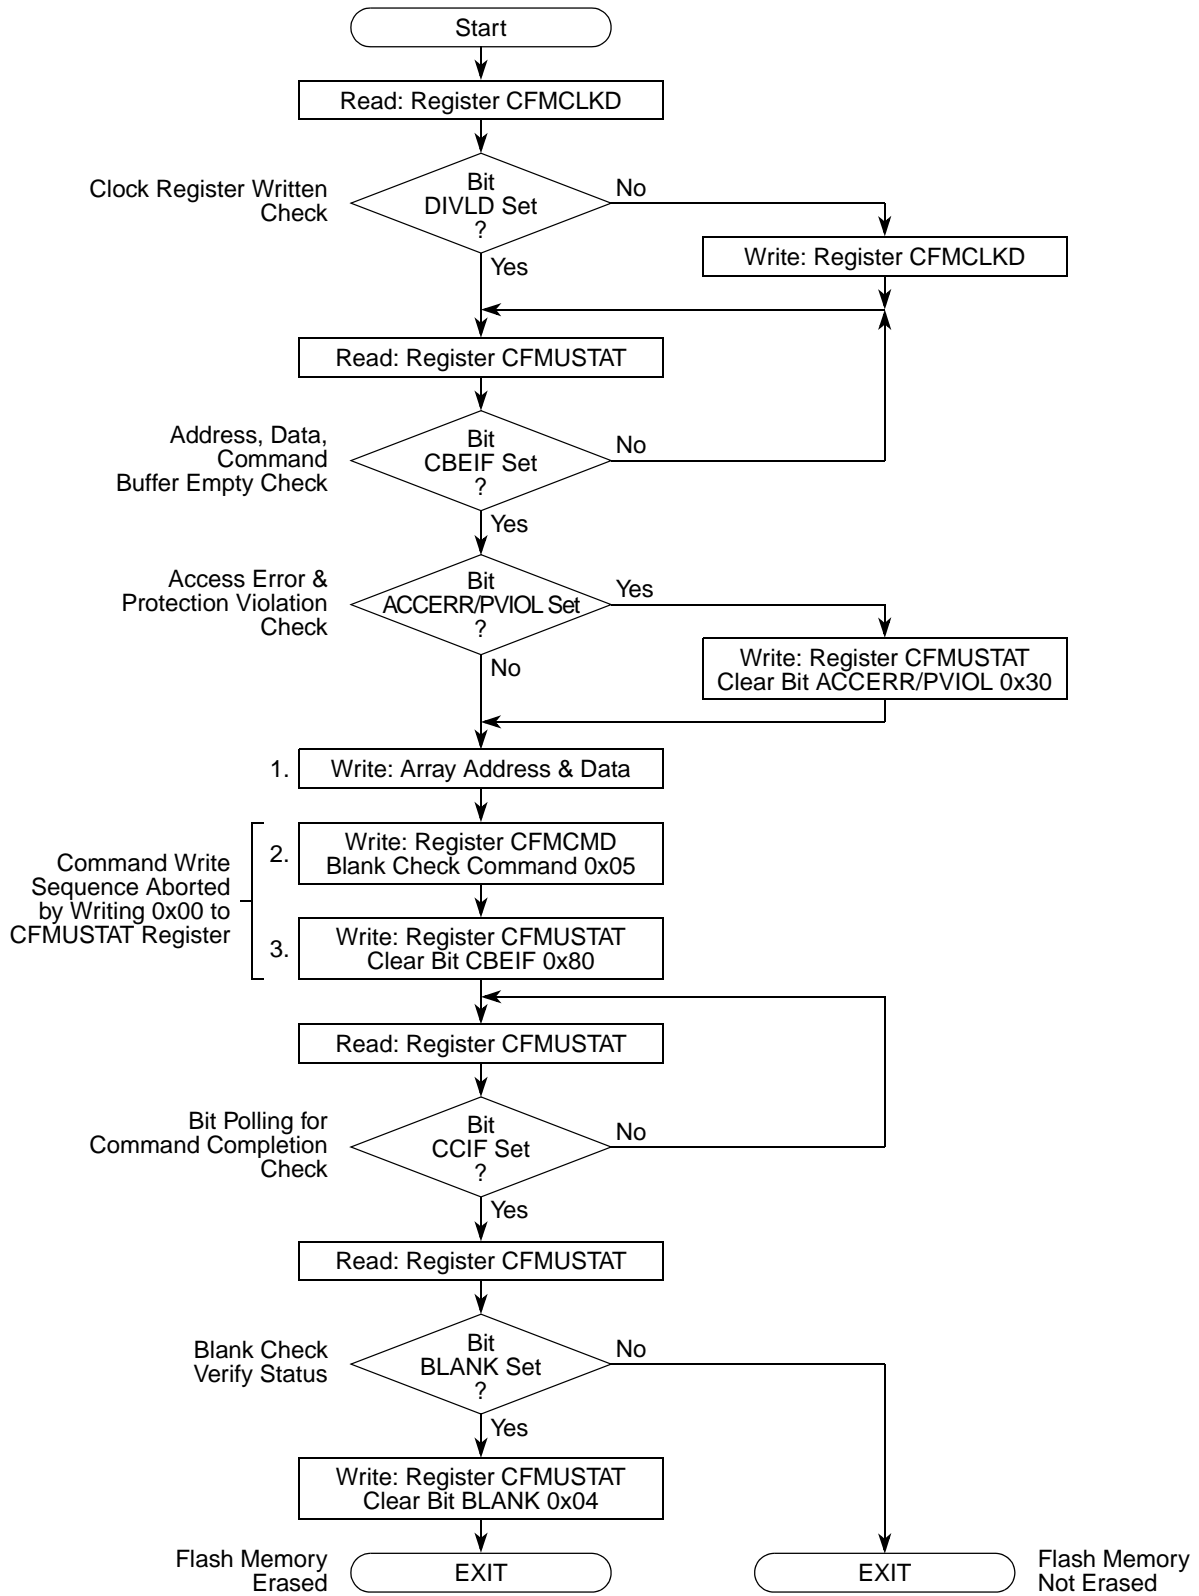 Start
Read: Register CFMCLKD
Clock Register Written
Check
Bit
DIVLD Set
?
No
Yes
Write: Register CFMCLKD
Read: Register CFMUSTAT
Address, Data,
Command
Buffer Empty Check
Bit
CBEIF Set
?
No
Yes
Access Error &
Protection Violation
Check
Bit
ACCERR/PVIOL Set
?
Yes
No
Write: Register CFMUSTAT
Clear Bit ACCERR/PVIOL 0x30
1.
Write: Array Address & Data
Command Write
Sequence Aborted
by Writing 0x00 to
CFMUSTAT Register
2.
Write: Register CFMCMD
Blank Check Command 0x05
3.
Write: Register CFMUSTAT
Clear Bit CBEIF 0x80
Read: Register CFMUSTAT
Bit Polling for
Command Completion
Check
Bit
CCIF Set
?
No
Yes
Read: Register CFMUSTAT
Blank Check
Verify Status
Bit
BLANK Set
?
No
Yes
Write: Register CFMUSTAT
Clear Bit BLANK 0x04
Flash Memory
Erased
EXIT
EXIT
Flash Memory
Not Erased